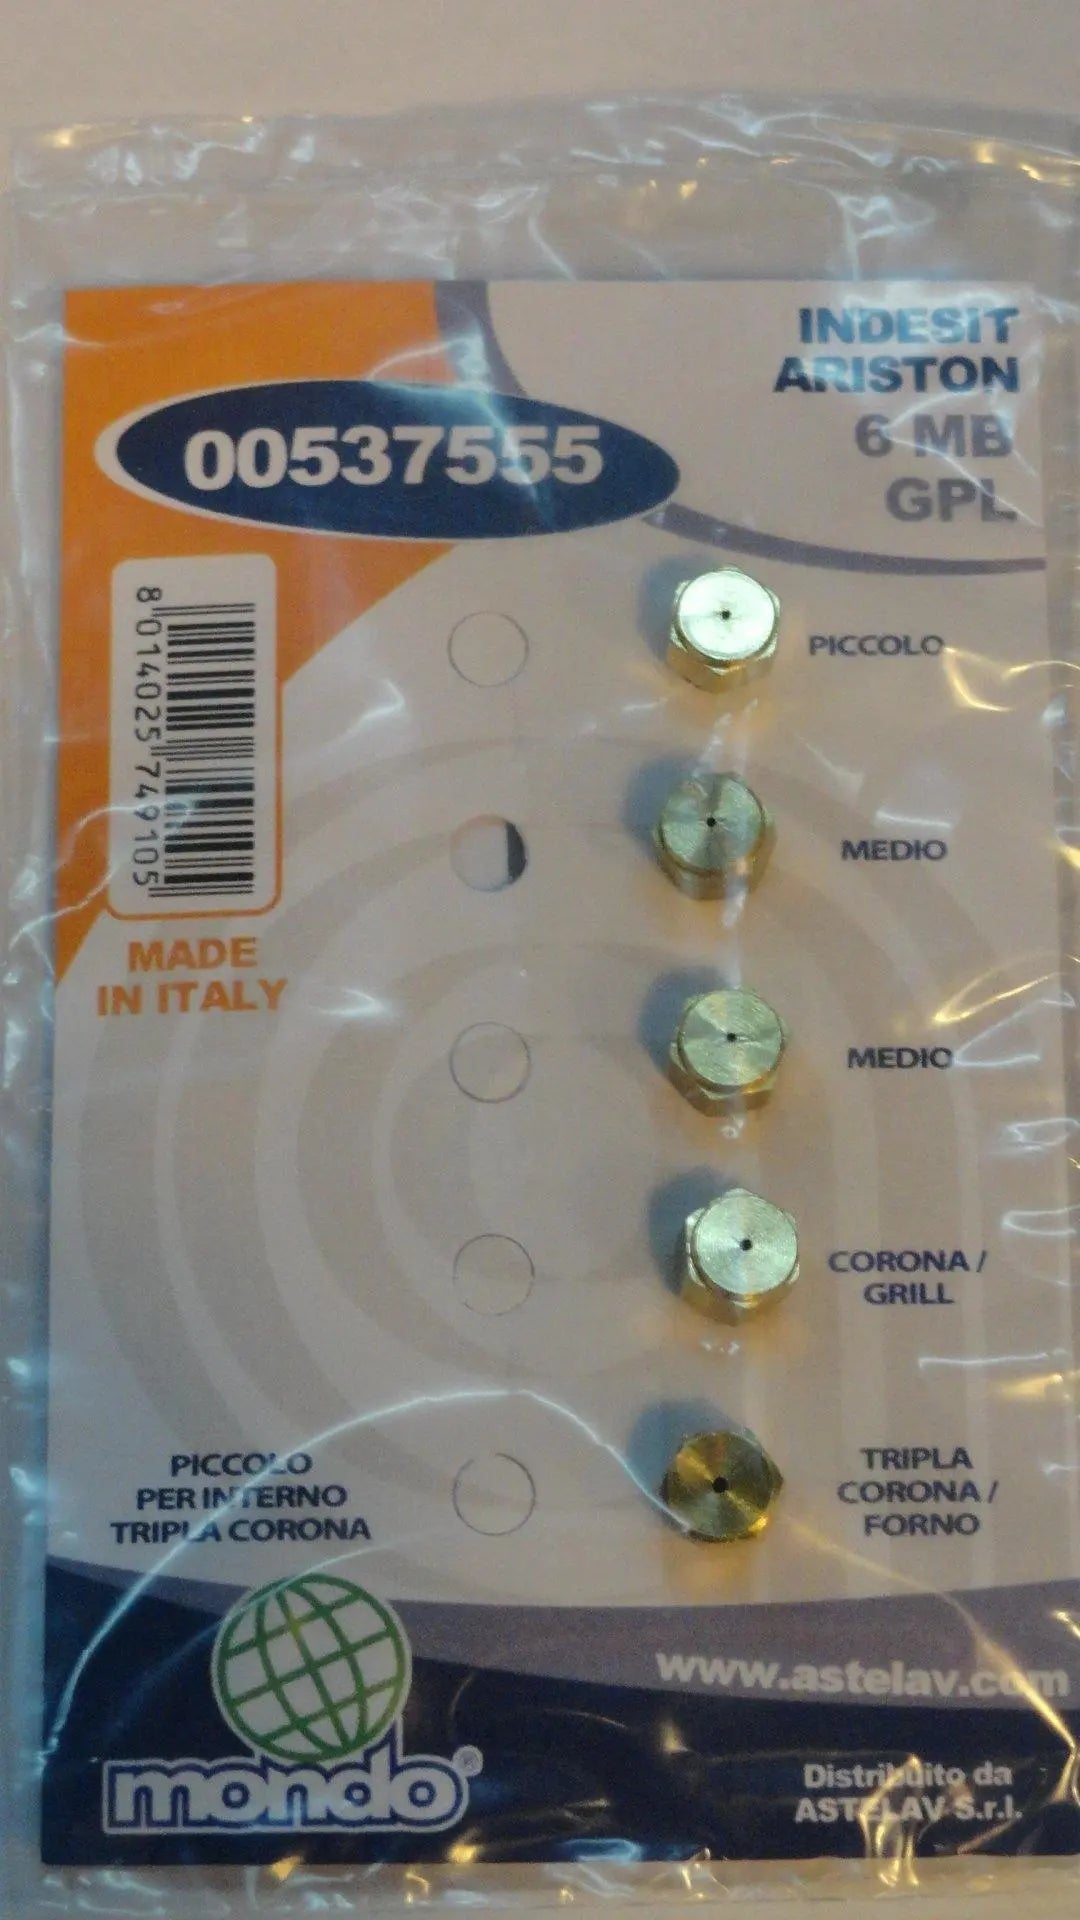 INDESIT
ARISTON
6 MB
GPL
00537555
8 014025 749105
MADE
IN ITALY
PICCOLO
MEDIO
MEDIO
CORONA /
GRILL
PICCOLO
PER INTERNO
TRIPLA CORONA
TRIPLA
CORONA /
FORNO
mondo®
www.astelav.com
Distribuito da
ASTELAV S.r.l.